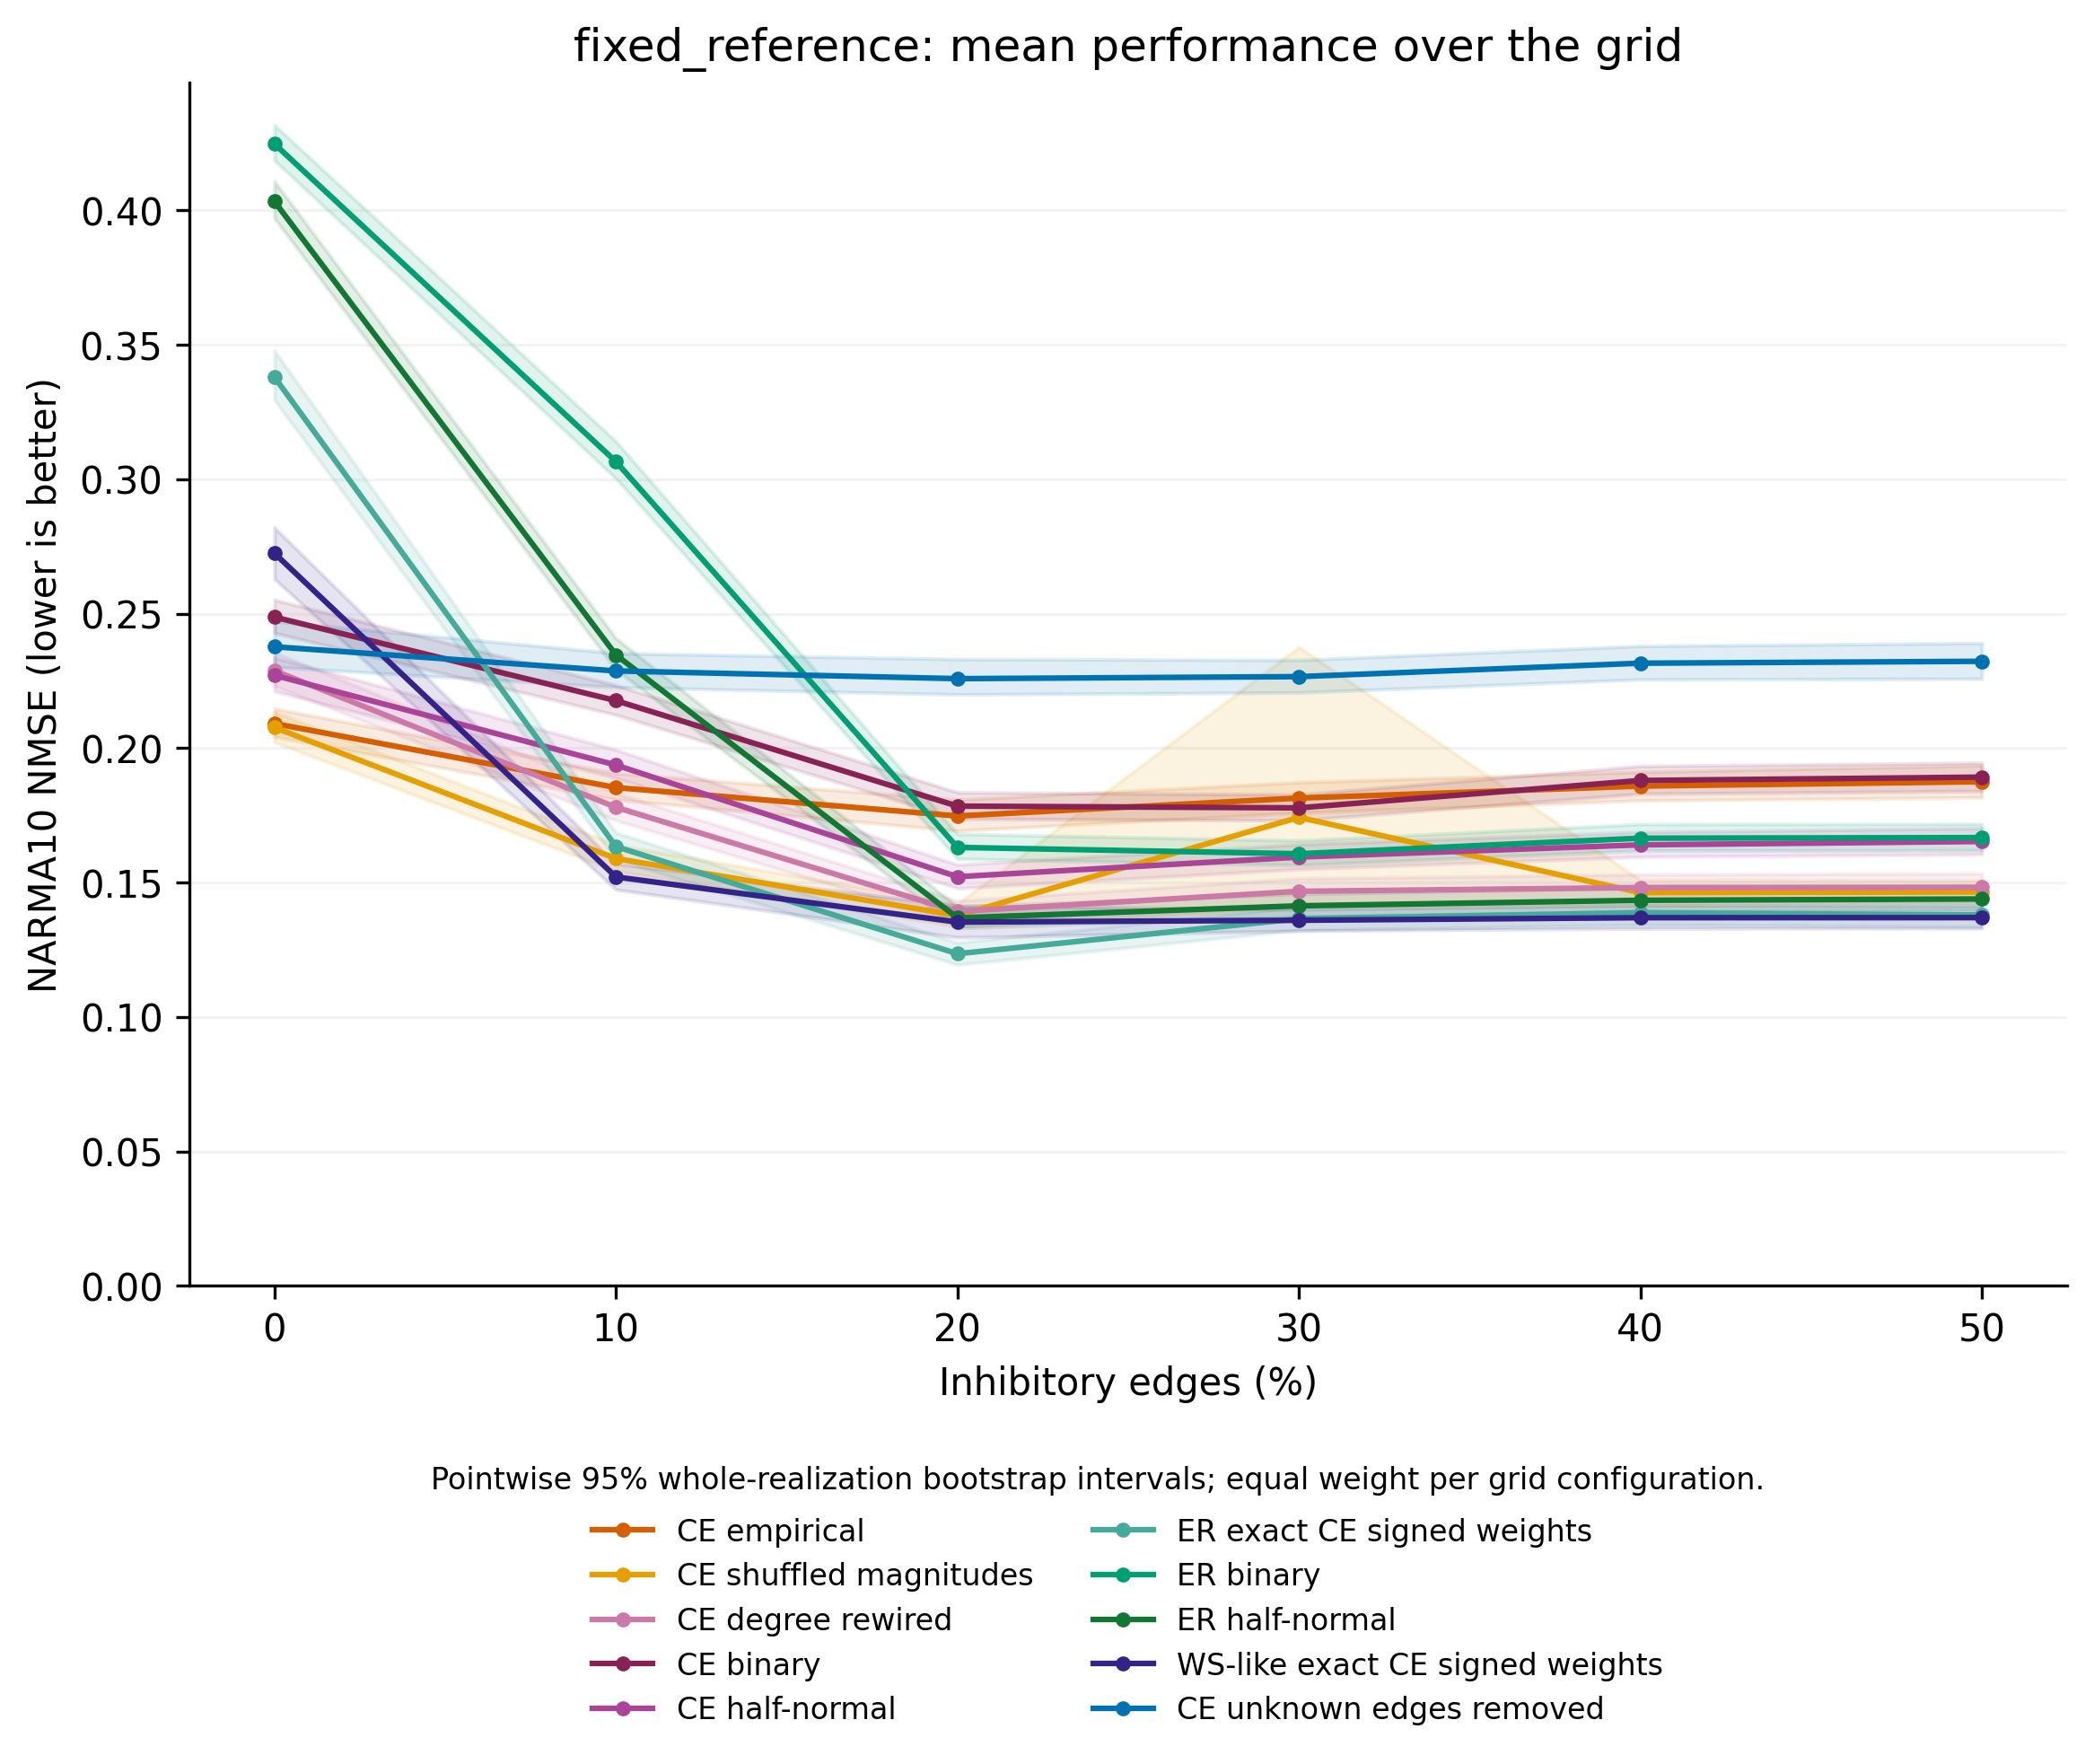 fixed_reference: mean performance over the grid
NARMA10 NMSE (lower is better)
0.40
0.35
0.30
0.25
0.20
0.15
0.10
0.05
0.00
0 10 20 30 40 50
Inhibitory edges (%)
Pointwise 95% whole-realization bootstrap intervals; equal weight per grid configuration.
CE empirical
CE shuffled magnitudes
CE degree rewired
CE binary
CE half-normal
ER exact CE signed weights
ER binary
ER half-normal
WS-like exact CE signed weights
CE unknown edges removed